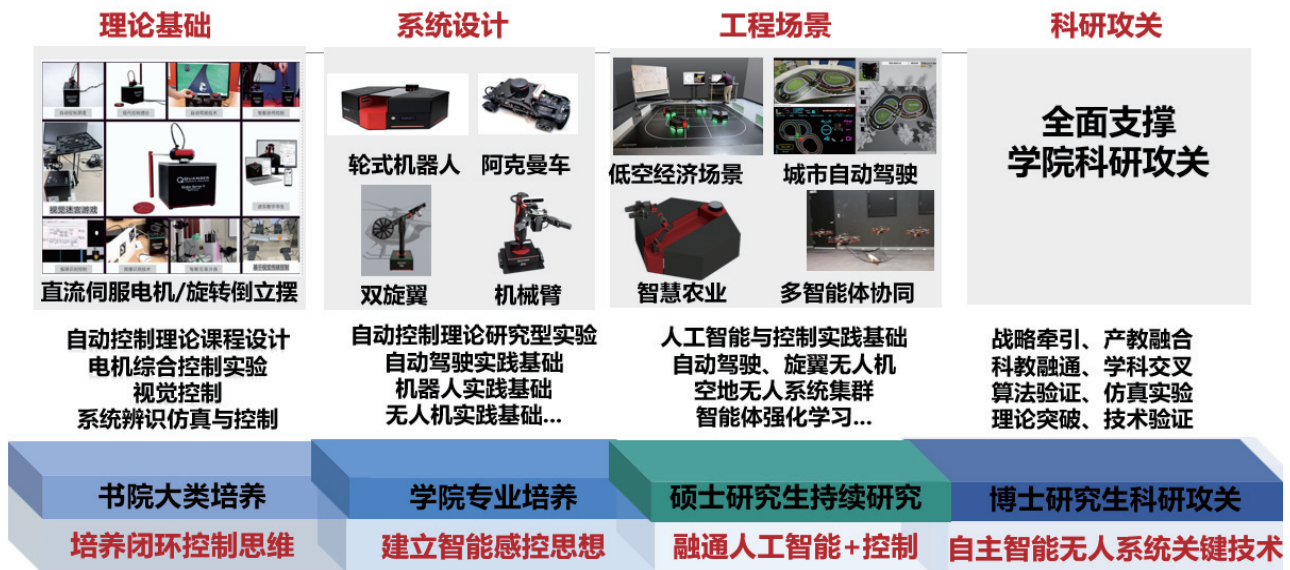 理论基础
系统设计
工程场景
科研攻关
视觉迷宫游戏
QUANSER
直流伺服电机/旋转倒立摆
轮式机器人
阿克曼车
双旋翼
机械臂
低空经济场景
城市自动驾驶
智慧农业
多智能体协同
全面支撑
学院科研攻关
自动控制理论课程设计
电机综合控制实验
视觉控制
系统辨识仿真与控制
自动控制理论研究型实验
自动驾驶实践基础
机器人实践基础
无人机实践基础...
人工智能与控制实践基础
自动驾驶、旋翼无人机
空地无人系统集群
智能体强化学习...
战略牵引、产教融合
科教融通、学科交叉
算法验证、仿真实验
理论突破、技术验证
书院大类培养
学院专业培养
硕士研究生持续研究
博士研究生科研攻关
培养闭环控制思维
建立智能感控思想
融通人工智能+控制
自主智能无人系统关键技术